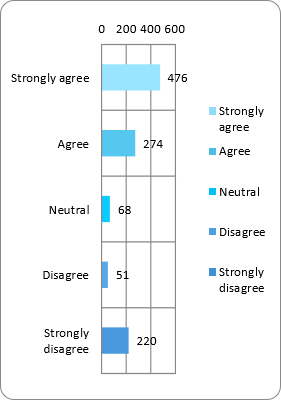 0 200 400 600
Strongly agree 476
Agree 274
Neutral 68
Disagree 51
Strongly
disagree 220
Strongly
agree
Agree
Neutral
Disagree
Strongly
disagree